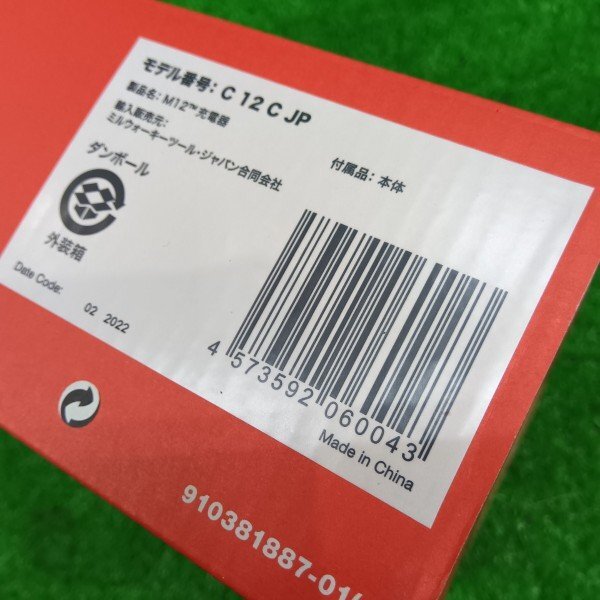 モデル番号: C 12 C JP
製品名: M12™充電器
輸入販売元:
ミルウォーキーツール・ジャパン合同会社
付属品: 本体
ダンボール
外装箱
Date Code:
02 2022
4 573592 060043
Made in China
910381887-01